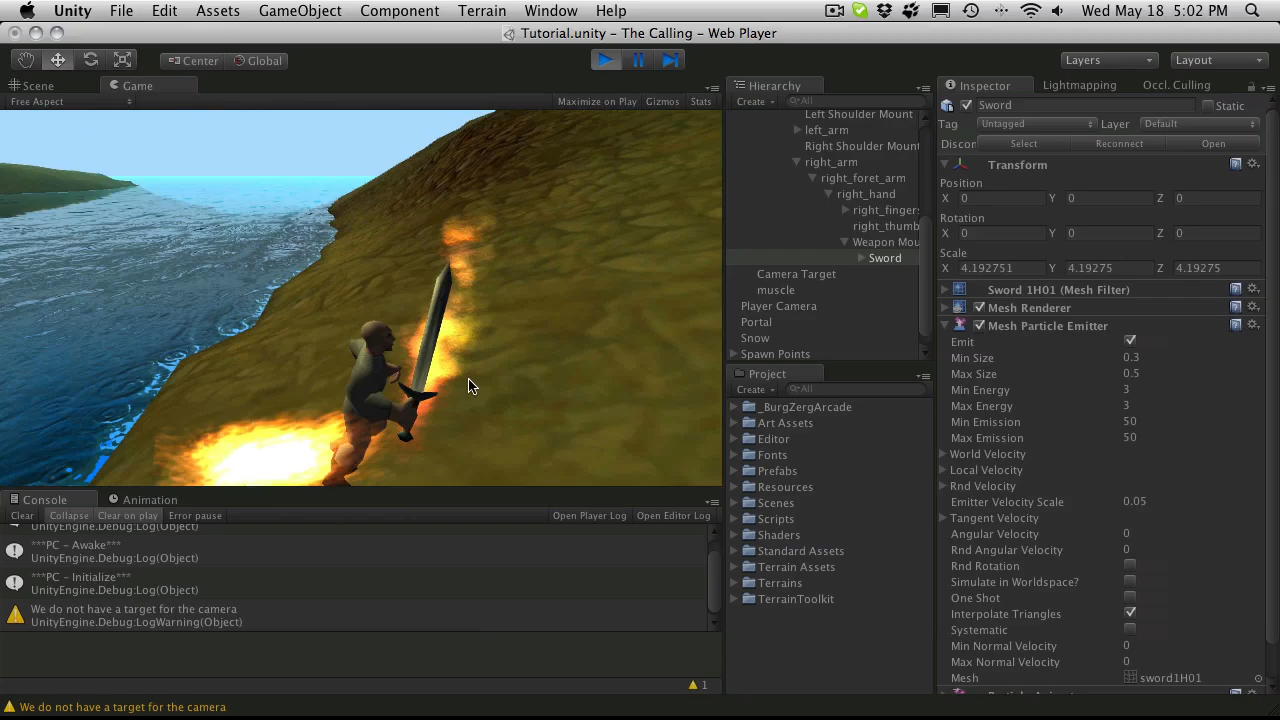 Unity File Edit Assets GameObject Component Terrain Window Help Wed May 18 5:02 PM
Tutorial.unity - The Calling - Web Player
Center Global Layers Layout
Scene Game
Free Aspect Maximize on Play Gizmos Stats
Hierarchy
Create All
Left Shoulder Mount
left_arm
Right Shoulder Mount
right_arm
right_foret_arm
right_hand
right_finger
right_thumb
Weapon Mou
Sword
Camera Target
muscle
Player Camera
Portal
Snow
Spawn Points
Project
Create All
_BurgZergArcade
Art Assets
Editor
Fonts
Prefabs
Resources
Scenes
Scripts
Shaders
Standard Assets
Terrain Assets
Terrains
TerrainToolkit
Inspector Lightmapping Occl. Culling
Sword Static
Tag Untagged Layer Default
Discon Select Reconnect Open
Transform
Position
X 0 Y 0 Z 0
Rotation
X 0 Y 0 Z 0
Scale
X 4.192751 Y 4.19275 Z 4.19275
Sword 1H01 (Mesh Filter)
Mesh Renderer
Mesh Particle Emitter
Emit
Min Size 0.3
Max Size 0.5
Min Energy 3
Max Energy 3
Min Emission 50
Max Emission 50
World Velocity
Local Velocity
Rnd Velocity
Emitter Velocity Scale 0.05
Tangent Velocity
Angular Velocity 0
Rnd Angular Velocity 0
Rnd Rotation
Simulate in Worldspace?
One Shot
Interpolate Triangles
Systematic
Min Normal Velocity 0
Max Normal Velocity 0
Mesh sword1H01
Console Animation
Clear Collapse Clear on play Error pause Open Player Log Open Editor Log
UnityEngine.Debug:Log(Object)
***PC - Awake***
UnityEngine.Debug:Log(Object)
***PC - Initialize***
UnityEngine.Debug:Log(Object)
We do not have a target for the camera
UnityEngine.Debug:LogWarning(Object)
1
We do not have a target for the camera